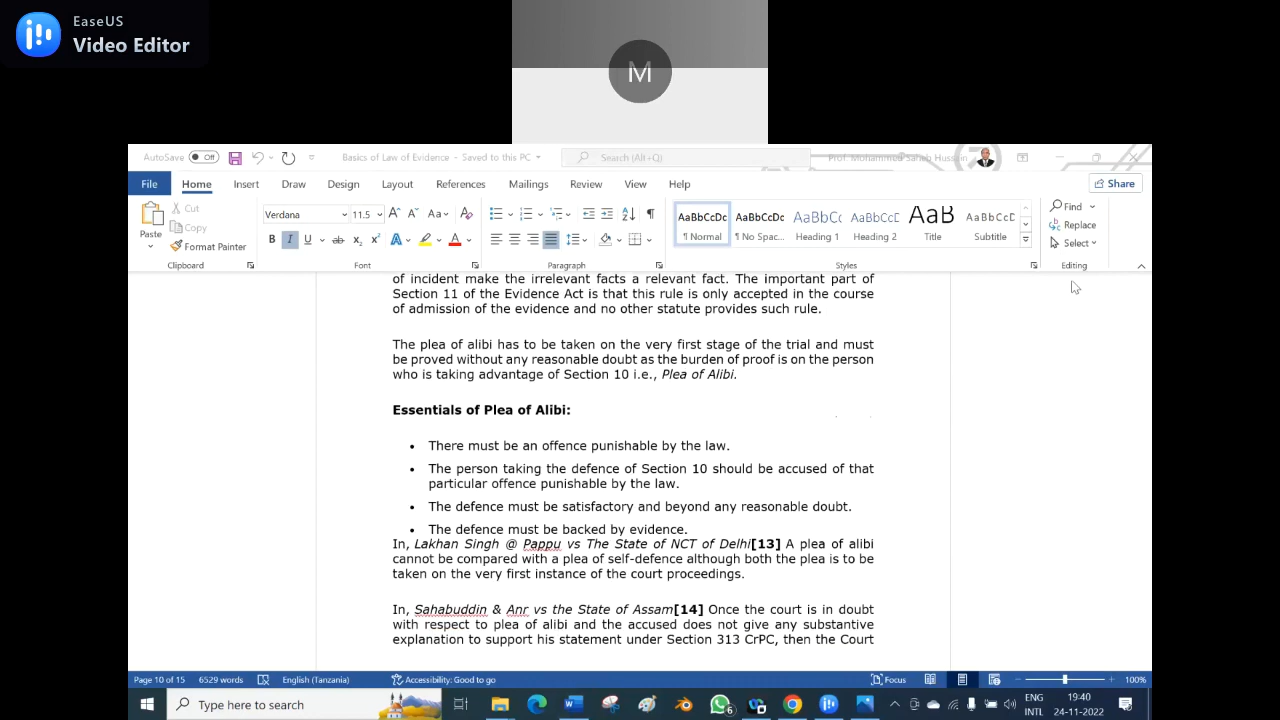 EaseUS
Video Editor
M
AutoSave Off
Basics of Law of Evidence - Saved to this PC
Search (Alt+Q)
Prof. Mohammed Saheb Hussain
File Home Insert Draw Design Layout References Mailings Review View Help
Share
Paste
Cut
Copy
Format Painter
Clipboard
Verdana 11.5
Font
Paragraph
AaBbCcDc AaBbCcDc AaBbCc AaBbCcD AaB AaBbCcD
¶ Normal ¶ No Spac... Heading 1 Heading 2 Title Subtitle
Styles
Find
Replace
Select
Editing
of incident make the irrelevant facts a relevant fact. The important part of
Section 11 of the Evidence Act is that this rule is only accepted in the course
of admission of the evidence and no other statute provides such rule.
The plea of alibi has to be taken on the very first stage of the trial and must
be proved without any reasonable doubt as the burden of proof is on the person
who is taking advantage of Section 10 i.e., Plea of Alibi.
Essentials of Plea of Alibi:
• There must be an offence punishable by the law.
• The person taking the defence of Section 10 should be accused of that
particular offence punishable by the law.
• The defence must be satisfactory and beyond any reasonable doubt.
• The defence must be backed by evidence.
In, Lakhan Singh @ Pappu vs The State of NCT of Delhi[13] A plea of alibi
cannot be compared with a plea of self-defence although both the plea is to be
taken on the very first instance of the court proceedings.
In, Sahabuddin & Anr vs the State of Assam[14] Once the court is in doubt
with respect to plea of alibi and the accused does not give any substantive
explanation to support his statement under Section 313 CrPC, then the Court
Page 10 of 15 6529 words English (Tanzania) Accessibility: Good to go Focus 100%
Type here to search
6
ENG
INTL
19:40
24-11-2022